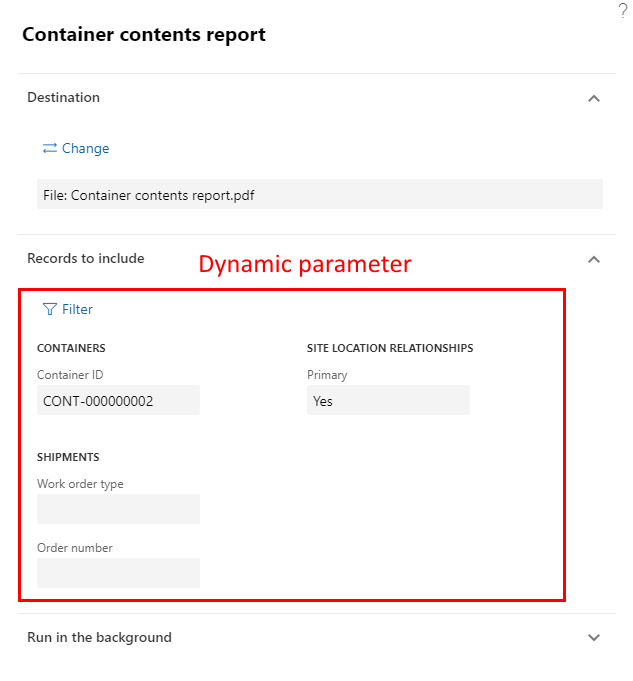 ?
Container contents report
Destination
Change
File: Container contents report.pdf
Records to include
Dynamic parameter
Filter
CONTAINERS
Container ID
CONT-000000002
SITE LOCATION RELATIONSHIPS
Primary
Yes
SHIPMENTS
Work order type
Order number
Run in the background